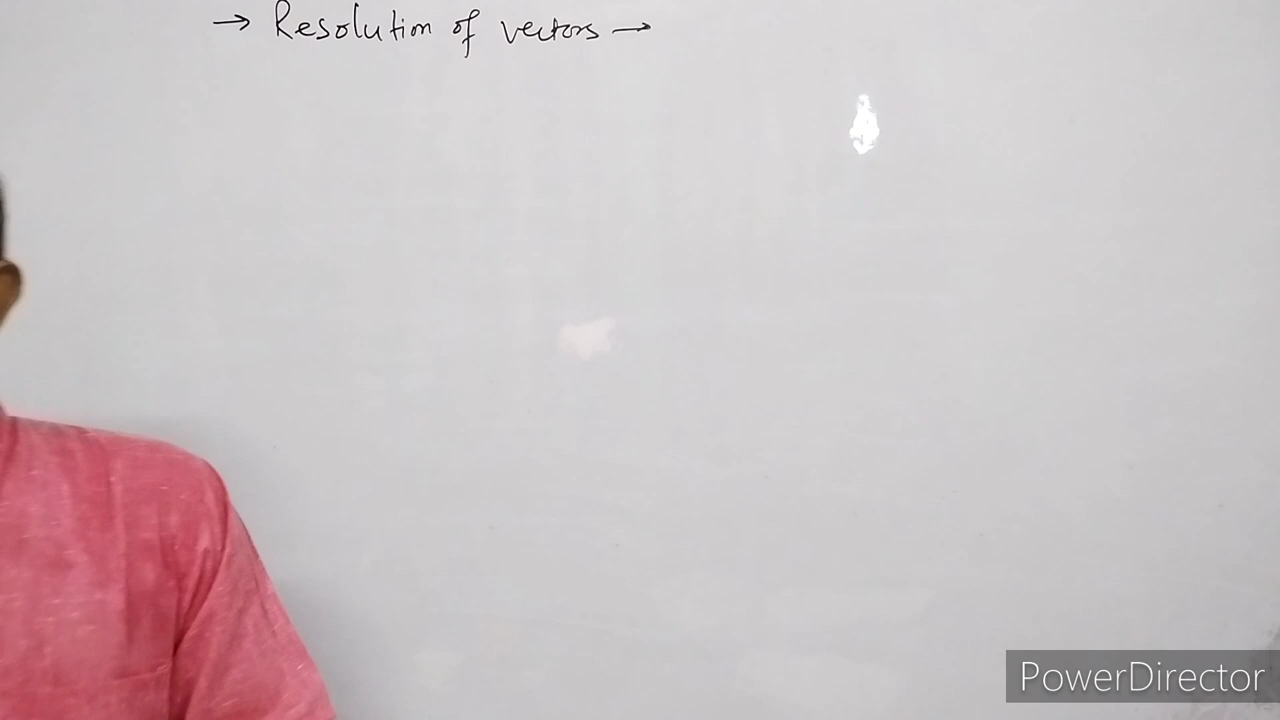 → Resolution of vectors →
PowerDirector